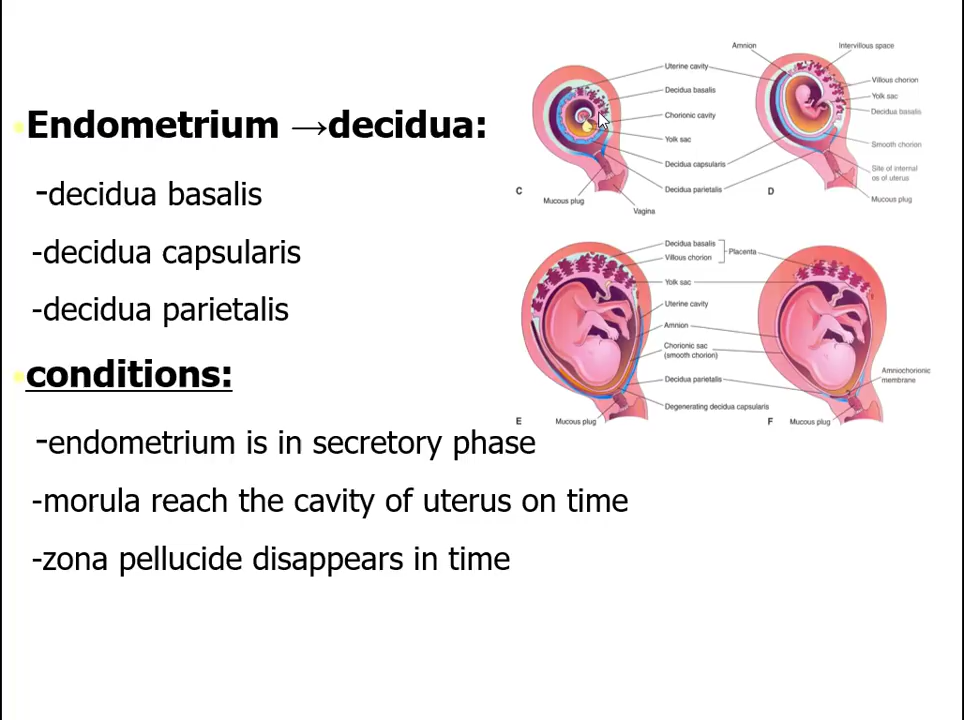 Endometrium →decidua:
-decidua basalis
-decidua capsularis
-decidua parietalis
conditions:
-endometrium is in secretory phase
-morula reach the cavity of uterus on time
-zona pellucide disappears in time
Uterine cavity
Decidua basalis
Chorionic cavity
Yolk sac
Decidua capsularis
Decidua parietalis
C
Mucous plug
Vagina
Amnion
Intervillous space
Villous chorion
Yolk sac
Decidua basalis
Smooth chorion
Site of internal
os of uterus
Mucous plug
D
Decidua basalis
Villous chorion
Placenta
Yolk sac
Uterine cavity
Amnion
Chorionic sac
(smooth chorion)
Decidua parietalis
Degenerating decidua capsularis
E
Mucous plug
Amniochorionic
membrane
F
Mucous plug